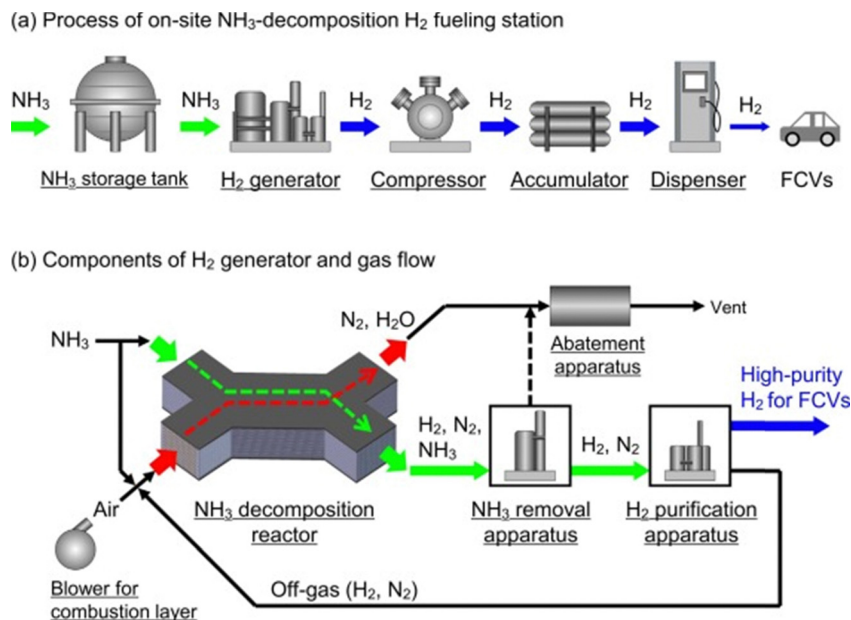 (a) Process of on-site NH₃-decomposition H₂ fueling station
NH₃
NH₃
H₂
H₂
H₂
H₂
NH₃ storage tank
H₂ generator
Compressor
Accumulator
Dispenser
FCVs
(b) Components of H₂ generator and gas flow
N₂, H₂O
Vent
NH₃
Abatement
apparatus
High-purity
H₂ for FCVs
H₂, N₂,
NH₃
H₂, N₂
Air
NH₃ decomposition
reactor
NH₃ removal
apparatus
H₂ purification
apparatus
Blower for
combustion layer
Off-gas (H₂, N₂)